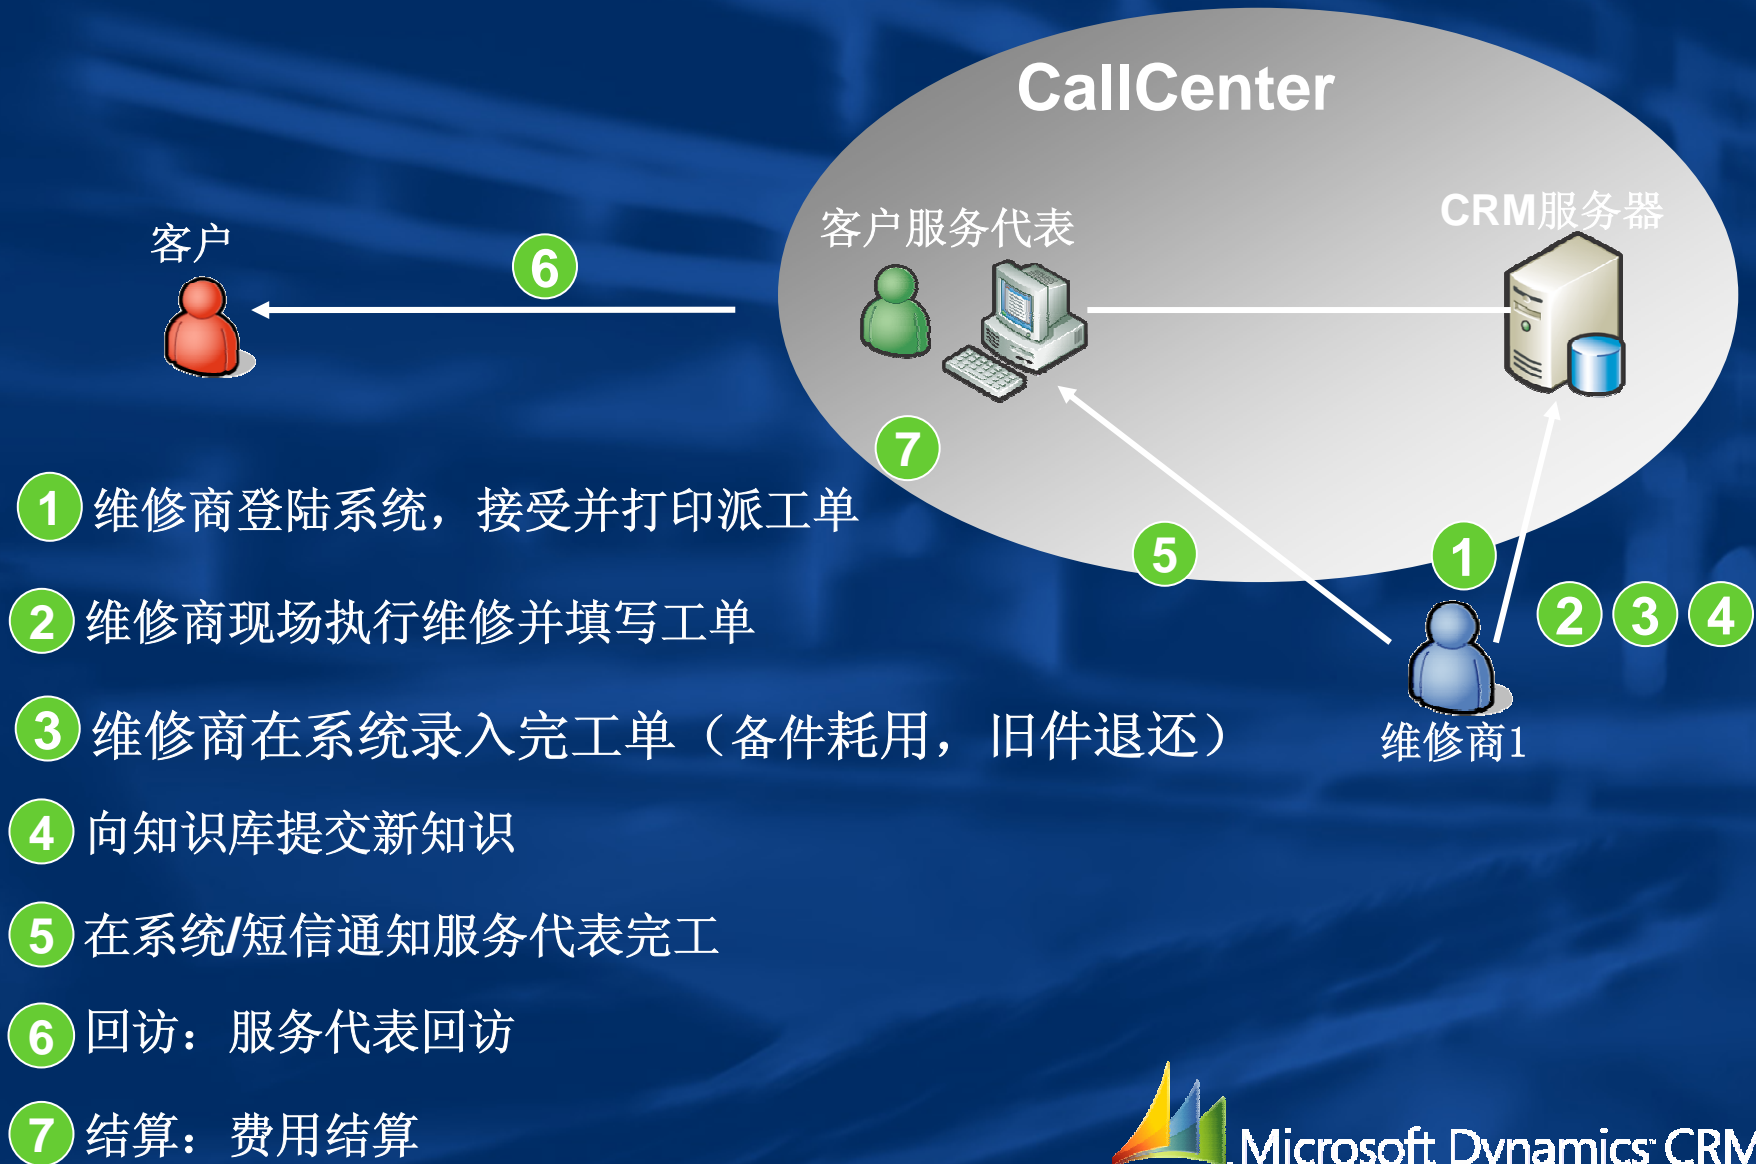 CallCenter
CRM服务器
客户服务代表
客户
6
7
5
1
2 3 4
维修商1
1 维修商登陆系统，接受并打印派工单
2 维修商现场执行维修并填写工单
3 维修商在系统录入完工单（备件耗用，旧件退还）
4 向知识库提交新知识
5 在系统/短信通知服务代表完工
6 回访：服务代表回访
7 结算：费用结算
Microsoft Dynamics CRM